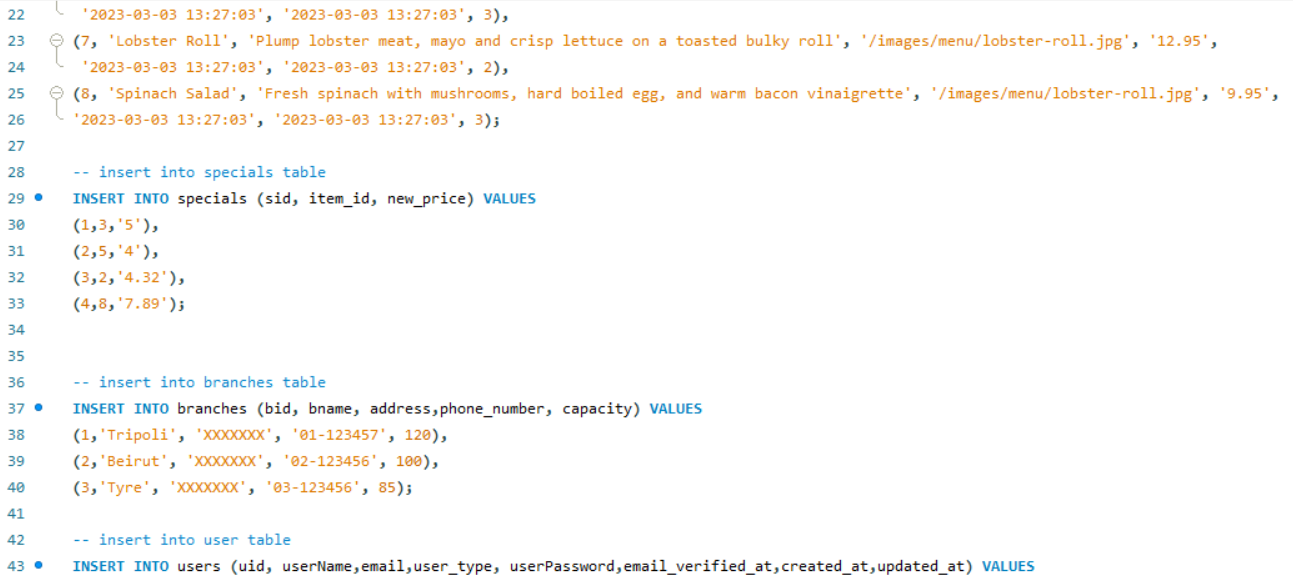 22 '2023-03-03 13:27:03', '2023-03-03 13:27:03', 3),
23 (7, 'Lobster Roll', 'Plump lobster meat, mayo and crisp lettuce on a toasted bulky roll', '/images/menu/lobster-roll.jpg', '12.95',
24 '2023-03-03 13:27:03', '2023-03-03 13:27:03', 2),
25 (8, 'Spinach Salad', 'Fresh spinach with mushrooms, hard boiled egg, and warm bacon vinaigrette', '/images/menu/lobster-roll.jpg', '9.95',
26 '2023-03-03 13:27:03', '2023-03-03 13:27:03', 3);
27
28 -- insert into specials table
29 INSERT INTO specials (sid, item_id, new_price) VALUES
30 (1,3,'5'),
31 (2,5,'4'),
32 (3,2,'4.32'),
33 (4,8,'7.89');
34
35
36 -- insert into branches table
37 INSERT INTO branches (bid, bname, address,phone_number, capacity) VALUES
38 (1,'Tripoli', 'XXXXXXX', '01-123457', 120),
39 (2,'Beirut', 'XXXXXXX', '02-123456', 100),
40 (3,'Tyre', 'XXXXXXX', '03-123456', 85);
41
42 -- insert into user table
43 INSERT INTO users (uid, userName,email,user_type, userPassword,email_verified_at,created_at,updated_at) VALUES